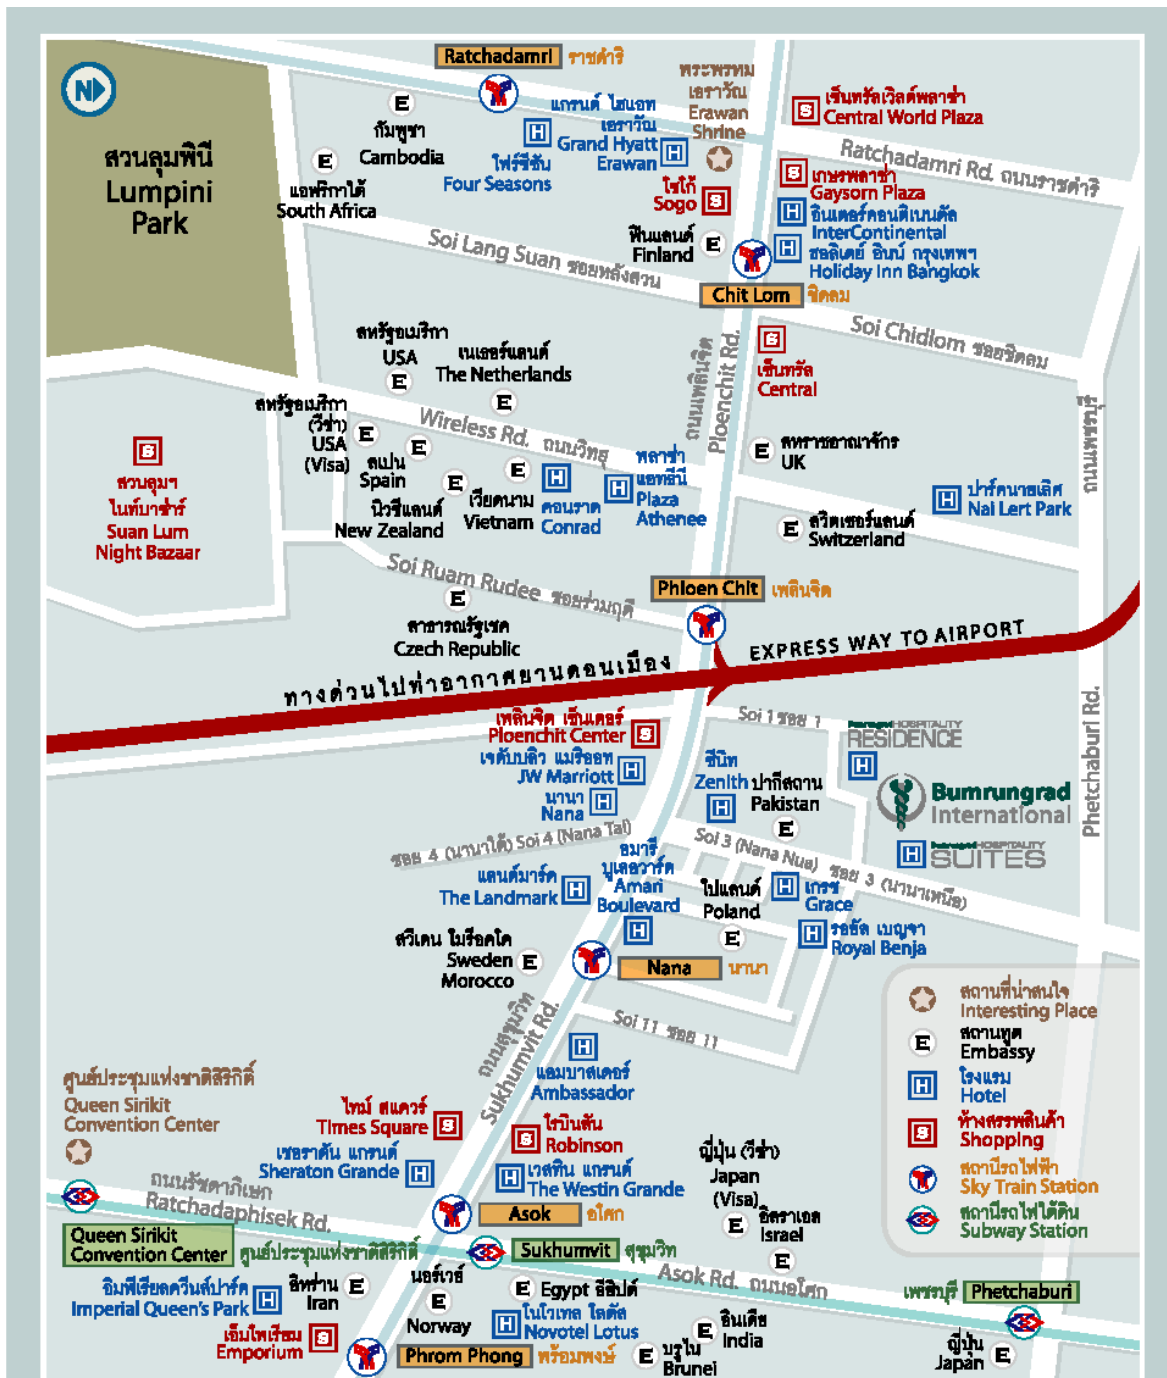 Ratchadamri ราชดำริ
สวนลุมพินี
Lumpini
Park
E
กัมพูชา
Cambodia
E
แอฟริกาใต้
South Africa
H
โฟร์ซีซัน
Four Seasons
แกรนด์ ไฮแอท
เอราวัณ
Grand Hyatt
Erawan
H
พระพรหม
เอราวัณ
Erawan
Shrine
S
เซ็นทรัลเวิลด์พลาซ่า
Central World Plaza
Ratchadamri Rd. ถนนราชดำริ
S
เกษรพลาซ่า
Gaysorn Plaza
โซโก้
Sogo
S
H
อินเตอร์คอนติเนนตัล
InterContinental
ฟินแลนด์
Finland
E
H
ฮอลิเดย์ อินน์ กรุงเทพฯ
Holiday Inn Bangkok
Soi Lang Suan ซอยหลังสวน
Chit Lom ชิดลม
Soi Chidlom ซอยชิดลม
S
เซ็นทรัล
Central
ถนนเพลินจิต
Ploenchit Rd.
สหรัฐอเมริกา
USA
E
เนเธอร์แลนด์
The Netherlands
E
Wireless Rd. ถนนวิทยุ
สหรัฐอเมริกา
(วีซ่า)
USA
(Visa)
E
E
สเปน
Spain
E
นิวซีแลนด์
New Zealand
E
เวียดนาม
Vietnam
H
คอนราด
Conrad
H
พลาซ่า
แอทธินี
Plaza
Athenee
E
สหราชอาณาจักร
UK
E
สวิตเซอร์แลนด์
Switzerland
H
ปาร์คนายเลิศ
Nai Lert Park
ถนนเพชรบุรี
S
สวนลุมฯ
ไนท์บาซ่าร์
Suan Lum
Night Bazaar
Soi Ruam Rudee ซอยร่วมฤดี
E
สาธารณรัฐเชค
Czech Republic
Phloen Chit เพลินจิต
ทางด่วนไปท่าอากาศยานดอนเมือง
EXPRESS WAY TO AIRPORT
Phetchaburi Rd.
เพลินจิต เซ็นเตอร์
Ploenchit Center
S
เจดับบลิว แมริออท
JW Marriott
H
นานา
Nana
H
Soi 1 ซอย 1
HOSPITALITY
RESIDENCE
H
Bumrungrad
International
H
HOSPITALITY
SUITES
ซีนิท
Zenith
H
ปากีสถาน
Pakistan
E
ซอย 4 (นานาใต้) Soi 4 (Nana Tai)
Soi 3 (Nana Nua) ซอย 3 (นานาเหนือ)
แลนด์มาร์ค
The Landmark
H
อมารี
บูเลอวาร์ด
Amari
Boulevard
H
โปแลนด์
Poland
E
H
เกรซ
Grace
H
รอยัล เบญจา
Royal Benja
สวีเดน โมร็อคโค
Sweden
Morocco
E
Nana นานา
Soi 11 ซอย 11
ถนนสุขุมวิท
Sukhumvit Rd.
H
แอมบาสเดอร์
Ambassador
สถานที่น่าสนใจ
Interesting Place
E
สถานทูต
Embassy
H
โรงแรม
Hotel
S
ห้างสรรพสินค้า
Shopping
สถานีรถไฟฟ้า
Sky Train Station
สถานีรถไฟใต้ดิน
Subway Station
ศูนย์ประชุมแห่งชาติสิริกิติ์
Queen Sirikit
Convention Center
ไทม์ สแควร์
Times Square
S
S
โรบินสัน
Robinson
เชอราตัน แกรนด์
Sheraton Grande
H
H
เวสทิน แกรนด์
The Westin Grande
ญี่ปุ่น (วีซ่า)
Japan
(Visa)
E
อิสราเอล
Israel
E
ถนนรัชดาภิเษก
Ratchadaphisek Rd.
Asok อโศก
Queen Sirikit
Convention Center ศูนย์ประชุมแห่งชาติสิริกิติ์
Sukhumvit สุขุมวิท
Asok Rd. ถนนอโศก
เพชรบุรี Phetchaburi
อิมพีเรียลควีนส์ปาร์ค
Imperial Queen's Park
H
อิหร่าน
Iran
E
นอร์เวย์
E
Norway
E
Egypt อียิปต์
H
โนโวเทล โลตัส
Novotel Lotus
E
อินเดีย
India
เอ็มโพเรียม
Emporium
S
Phrom Phong พร้อมพงษ์
E
บรูไน
Brunei
ญี่ปุ่น
Japan
E